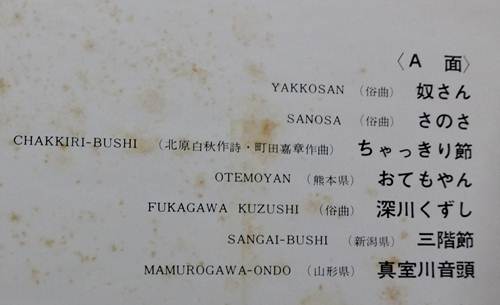 〈A 面〉
YAKKOSAN (俗曲) 奴さん
SANOSA (俗曲) さのさ
CHAKKIRI-BUSHI (北原白秋作詩・町田嘉章作曲) ちゃっきり節
OTEMOYAN (熊本県) おてもやん
FUKAGAWA KUZUSHI (俗曲) 深川くずし
SANGAI-BUSHI (新潟県) 三階節
MAMUROGAWA-ONDO (山形県) 真室川音頭